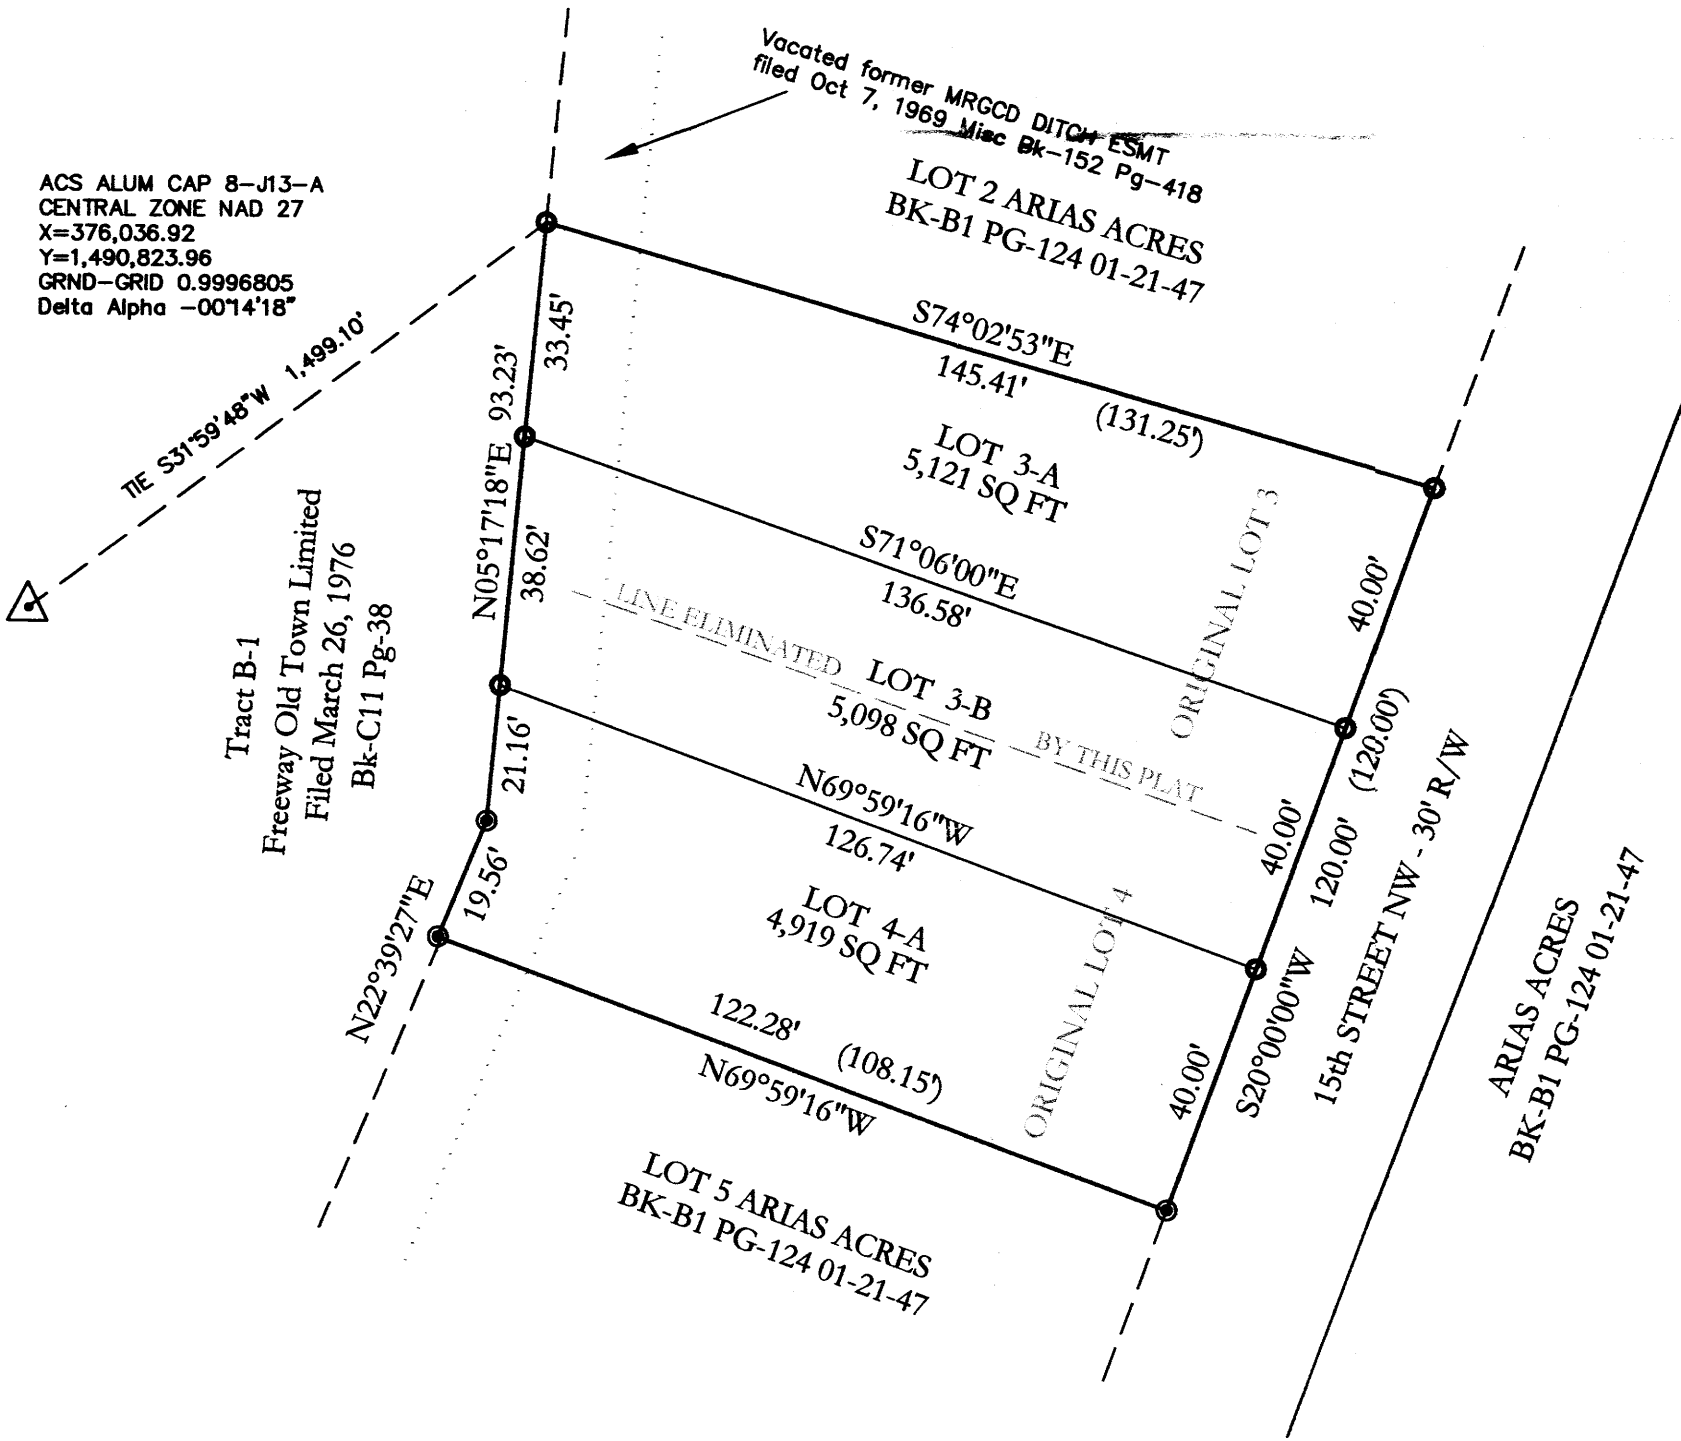 Vacated former MRGCD DITCH ESMT
filed Oct 7, 1969 Misc Bk-152 Pg-418
LOT 2 ARIAS ACRES
BK-B1 PG-124 01-21-47
ACS ALUM CAP 8-J13-A
CENTRAL ZONE NAD 27
X=376,036.92
Y=1,490,823.96
GRND-GRID 0.9996805
Delta Alpha -00°14'18"
TIE S31°59'48"W 1,499.10'
33.45'
S74°02'53"E
145.41'
(131.25')
N05°17'18"E 93.23'
LOT 3-A
5,121 SQ FT
ORIGINAL LOT 3
40.00'
S71°06'00"E
136.58'
38.62'
Tract B-1
Freeway Old Town Limited
Filed March 26, 1976
Bk-C11 Pg-38
LINE ELIMINATED
BY THIS PLAT
LOT 3-B
5,098 SQ FT
(120.00')
40.00'
120.00'
15th STREET NW - 30' R/W
21.16'
N69°59'16"W
126.74'
19.56'
N22°39'27"E
LOT 4-A
4,919 SQ FT
ORIGINAL LOT 4
40.00'
S20°00'00"W
122.28'
(108.15')
N69°59'16"W
ARIAS ACRES
BK-B1 PG-124 01-21-47
LOT 5 ARIAS ACRES
BK-B1 PG-124 01-21-47